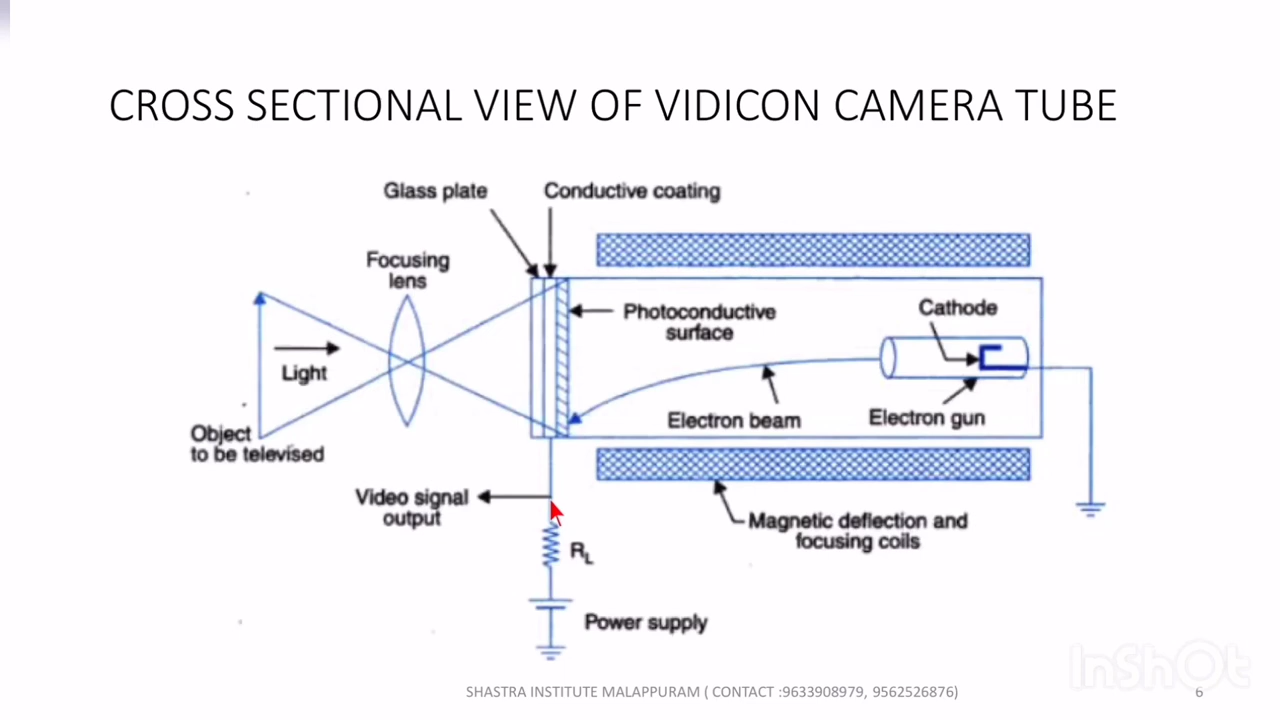 CROSS SECTIONAL VIEW OF VIDICON CAMERA TUBE
Glass plate
Conductive coating
Focusing
lens
Photoconductive
surface
Cathode
Light
Electron beam
Electron gun
Object
to be televised
Video signal
output
Magnetic deflection and
focusing coils
RL
Power supply
InShOt
SHASTRA INSTITUTE MALAPPURAM ( CONTACT :9633908979, 9562526876)
6